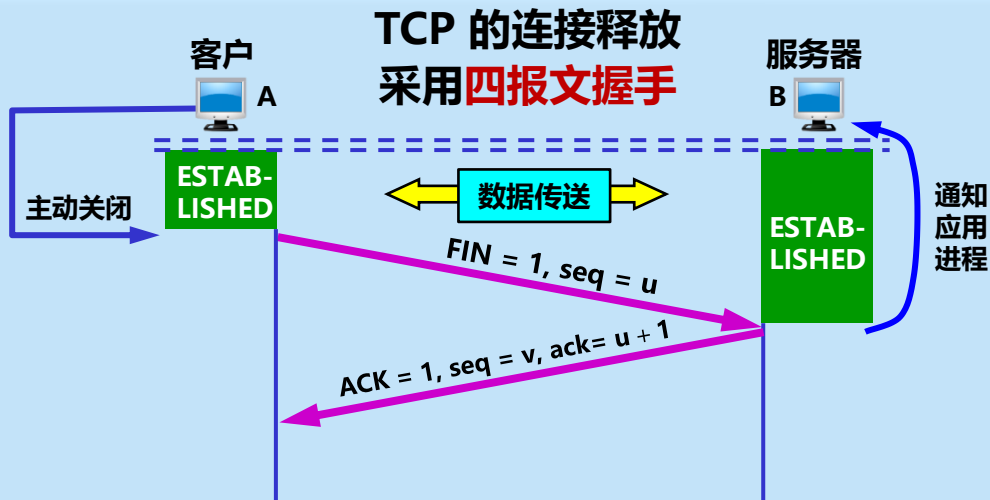 TCP 的连接释放
采用四报文握手
客户
A
服务器
B
ESTAB-
LISHED
主动关闭
数据传送
ESTAB-
LISHED
通知
应用
进程
FIN = 1, seq = u
ACK = 1, seq = v, ack= u + 1